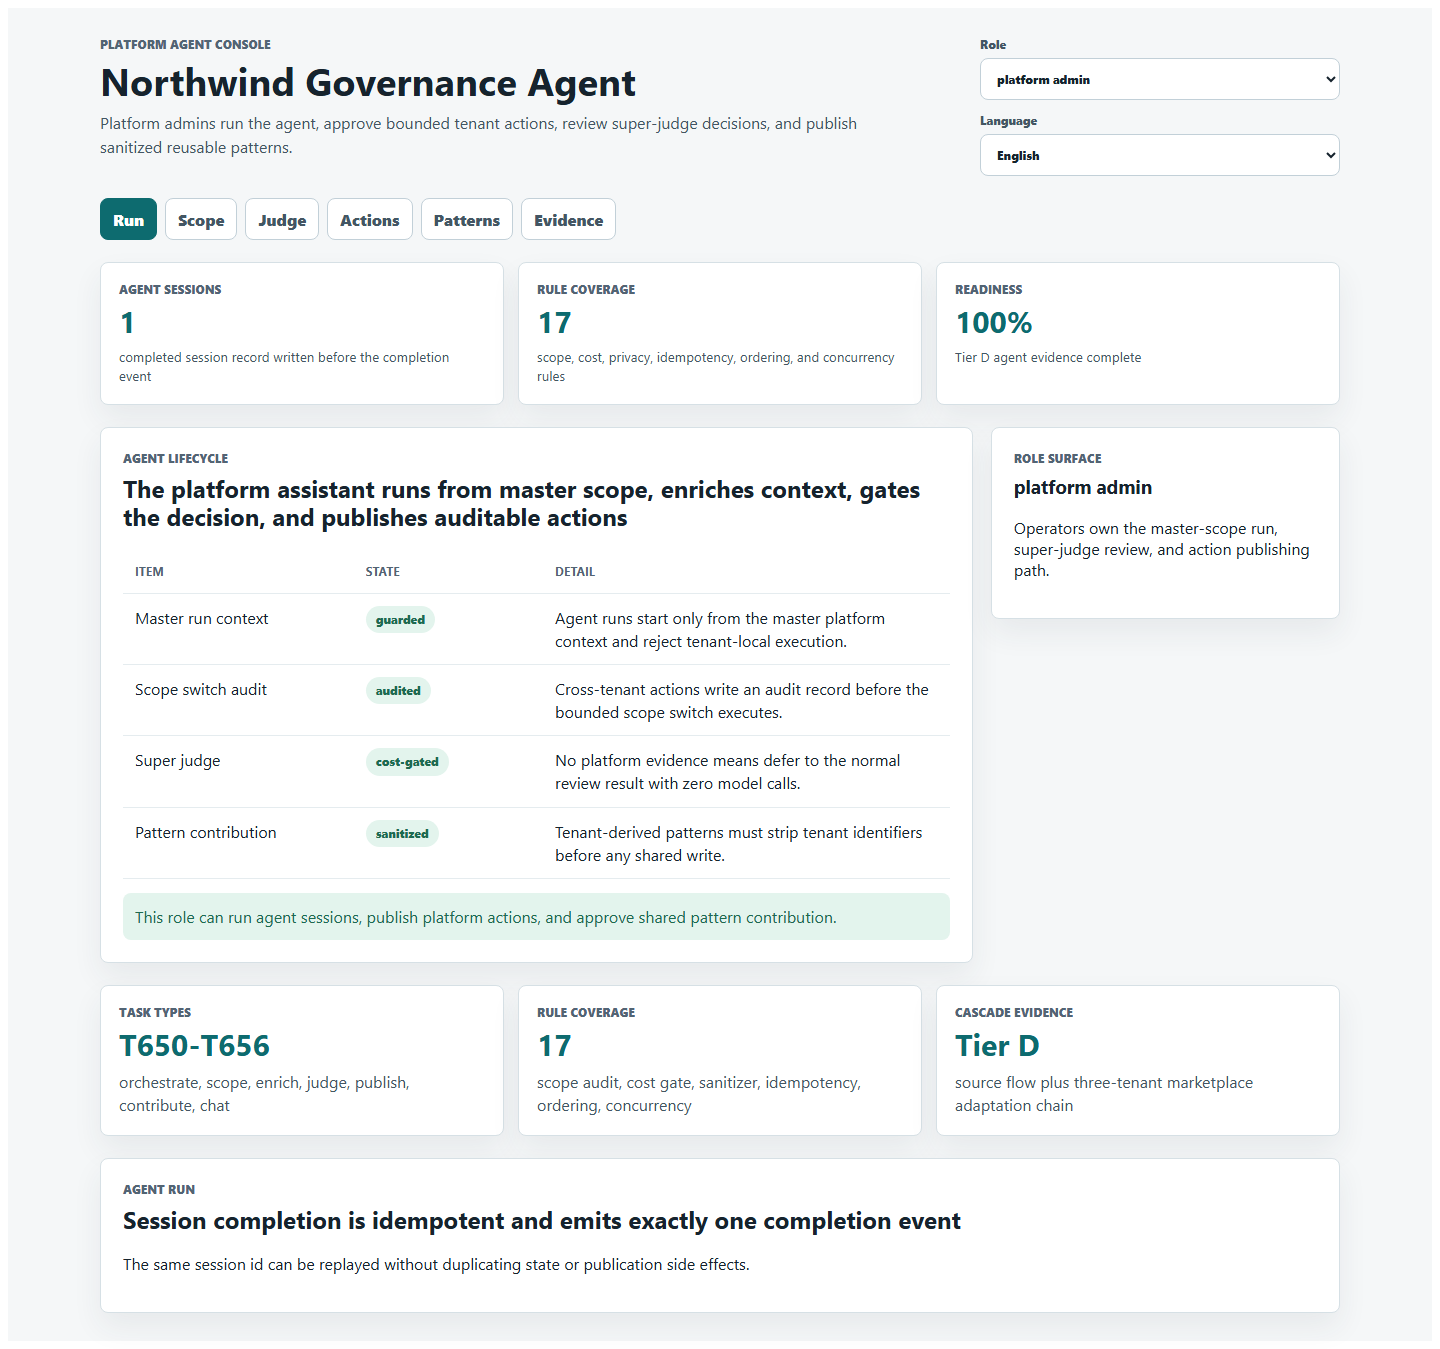 PLATFORM AGENT CONSOLE
Northwind Governance Agent
Platform admins run the agent, approve bounded tenant actions, review super-judge decisions, and publish
sanitized reusable patterns.
Role
platform admin
Language
English
Run
Scope
Judge
Actions
Patterns
Evidence
AGENT SESSIONS
1
completed session record written before the completion
event
RULE COVERAGE
17
scope, cost, privacy, idempotency, ordering, and concurrency
rules
READINESS
100%
Tier D agent evidence complete
AGENT LIFECYCLE
The platform assistant runs from master scope, enriches context, gates
the decision, and publishes auditable actions
ITEM STATE DETAIL
Master run context guarded Agent runs start only from the master platform
context and reject tenant-local execution.
Scope switch audit audited Cross-tenant actions write an audit record before the
bounded scope switch executes.
Super judge cost-gated No platform evidence means defer to the normal
review result with zero model calls.
Pattern contribution sanitized Tenant-derived patterns must strip tenant identifiers
before any shared write.
This role can run agent sessions, publish platform actions, and approve shared pattern contribution.
ROLE SURFACE
platform admin
Operators own the master-scope run,
super-judge review, and action publishing
path.
TASK TYPES
T650-T656
orchestrate, scope, enrich, judge, publish,
contribute, chat
RULE COVERAGE
17
scope audit, cost gate, sanitizer, idempotency,
ordering, concurrency
CASCADE EVIDENCE
Tier D
source flow plus three-tenant marketplace
adaptation chain
AGENT RUN
Session completion is idempotent and emits exactly one completion event
The same session id can be replayed without duplicating state or publication side effects.